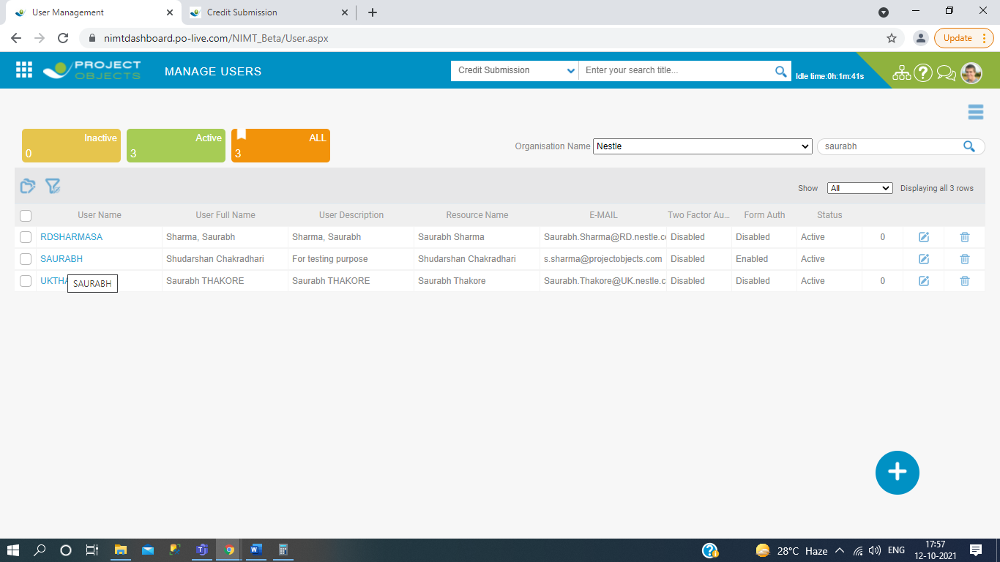 User Management
Credit Submission
nimtdashboard.po-live.com/NIMT_Beta/User.aspx
Update
PROJECT
OBJECTS
MANAGE USERS
Credit Submission
Enter your search title...
Idle time:0h:1m:41s
Inactive
0
Active
3
ALL
3
Organisation Name
Nestle
saurabh
Show
All
Displaying all 3 rows
User Name User Full Name User Description Resource Name E-MAIL Two Factor Au... Form Auth Status
RDSHARMASA Sharma, Saurabh Sharma, Saurabh Saurabh Sharma Saurabh.Sharma@RD.nestle.co Disabled Disabled Active 0
SAURABH Shudarshan Chakradhari For testing purpose Shudarshan Chakradhari s.sharma@projectobjects.com Disabled Enabled Active
UKTHA Saurabh THAKORE Saurabh THAKORE Saurabh Thakore Saurabh.Thakore@UK.nestle.c Disabled Disabled Active 0
SAURABH
28°C Haze
ENG
17:57
12-10-2021